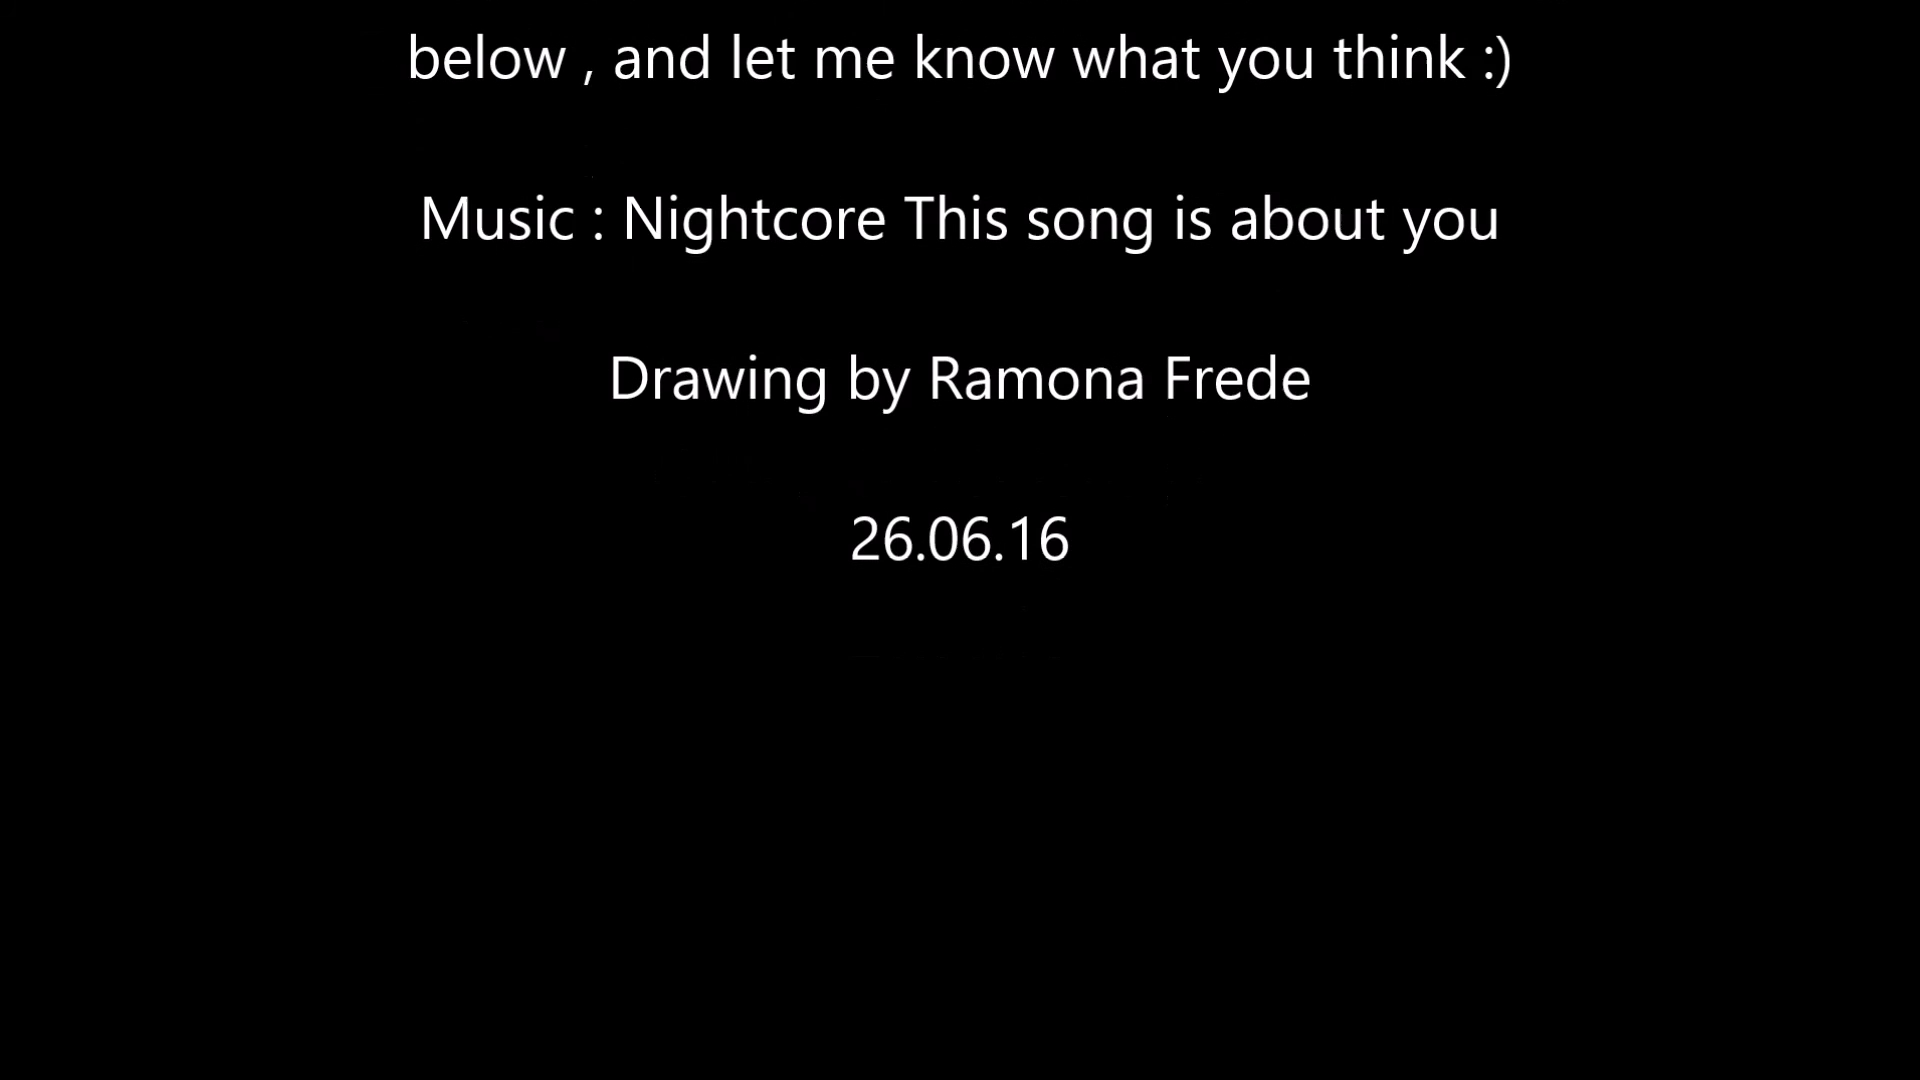 below , and let me know what you think :)
Music : Nightcore This song is about you
Drawing by Ramona Frede
26.06.16